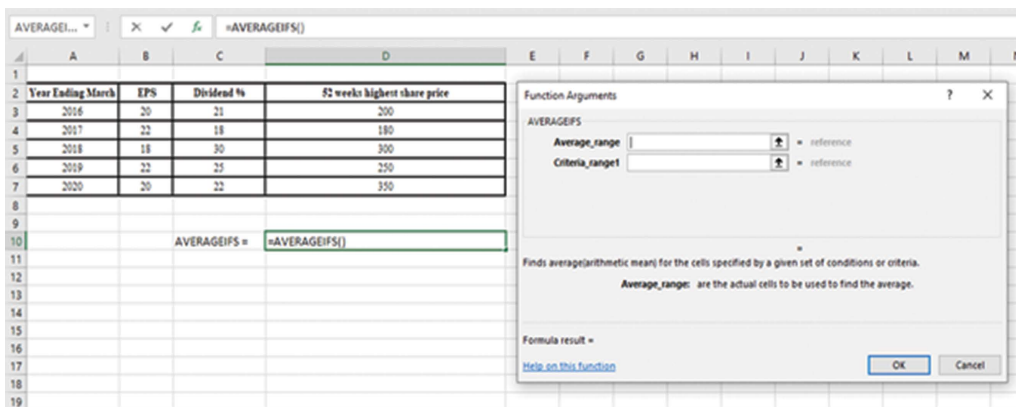 AVERAGEI... =AVERAGEIFS()
A B C D E F G H I J K L M
1
2 Year Ending March EPS Dividend % 52 weeks highest share price
3 2016 20 21 200
4 2017 22 18 180
5 2018 18 30 300
6 2019 22 25 250
7 2020 20 22 350
8
9
10 AVERAGEIFS = =AVERAGEIFS()
11
12
13
14
15
16
17
18
19
Function Arguments ? ×
AVERAGEIFS
Average_range = reference
Criteria_range1 = reference
=
Finds average(arithmetic mean) for the cells specified by a given set of conditions or criteria.
Average_range: are the actual cells to be used to find the average.
Formula result =
Help on this function OK Cancel